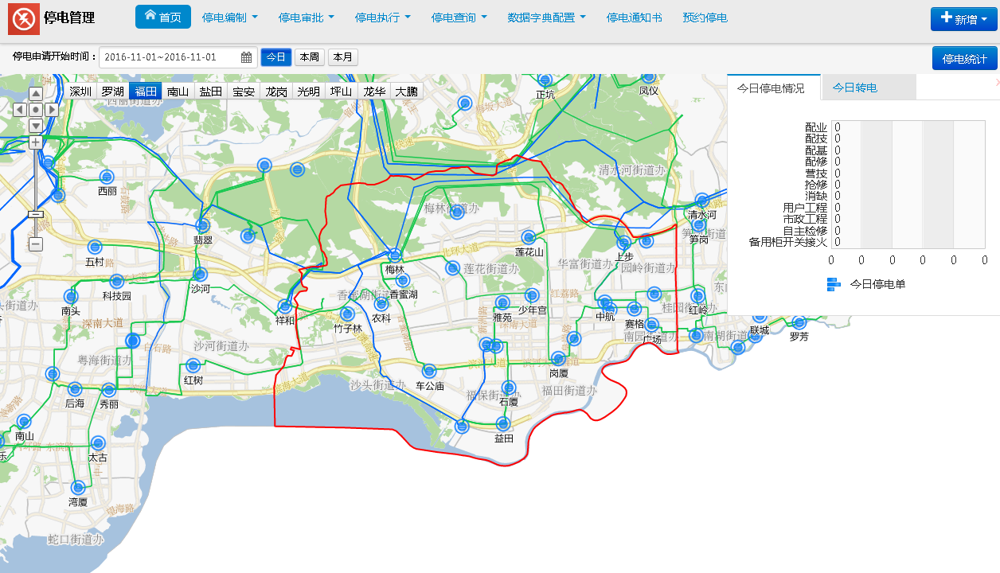 停电管理
首页
停电编制
停电审批
停电执行
停电查询
数据字典配置
停电通知书
预约停电
新增
停电申请开始时间：
2016-11-01~2016-11-01
今日
本周
本月
停电统计
深圳
罗湖
福田
南山
盐田
宝安
龙岗
光明
坪山
龙华
大鹏
今日停电情况
今日转电
配业 0
配技 0
配基 0
配修 0
营技 0
抢修 0
消缺 0
用户工程 0
市政工程 0
自主检修 0
备用柜开关接火 0
0 0 0 0 0 0
今日停电单
正坑
凤仪
西丽街道办
西丽
清水河街道办
梅林街道办
清水河
翡翠
笋岗
莲花山
上步
五村
梅林
北环大道
莲花街道办
华富街道办
园岭街道办
沙河
科技园
香蜜湖
香蜜湖街道办
红荔路
南头
农科
雅苑
少年宫
中航
赛格
桂园街道办
红岭
祥和
竹子林
深南大道
深南大道
广场
南园街道办
南湖街道办
联城
罗芳
白石路
沙河街道办
粤海街道办
红树
滨海大道
沙头街道办
车公庙
岗厦
福田街道办
福保街道办
石厦
后海
秀丽
南山
益田
东滨路
太古
湾厦
蛇口街道办